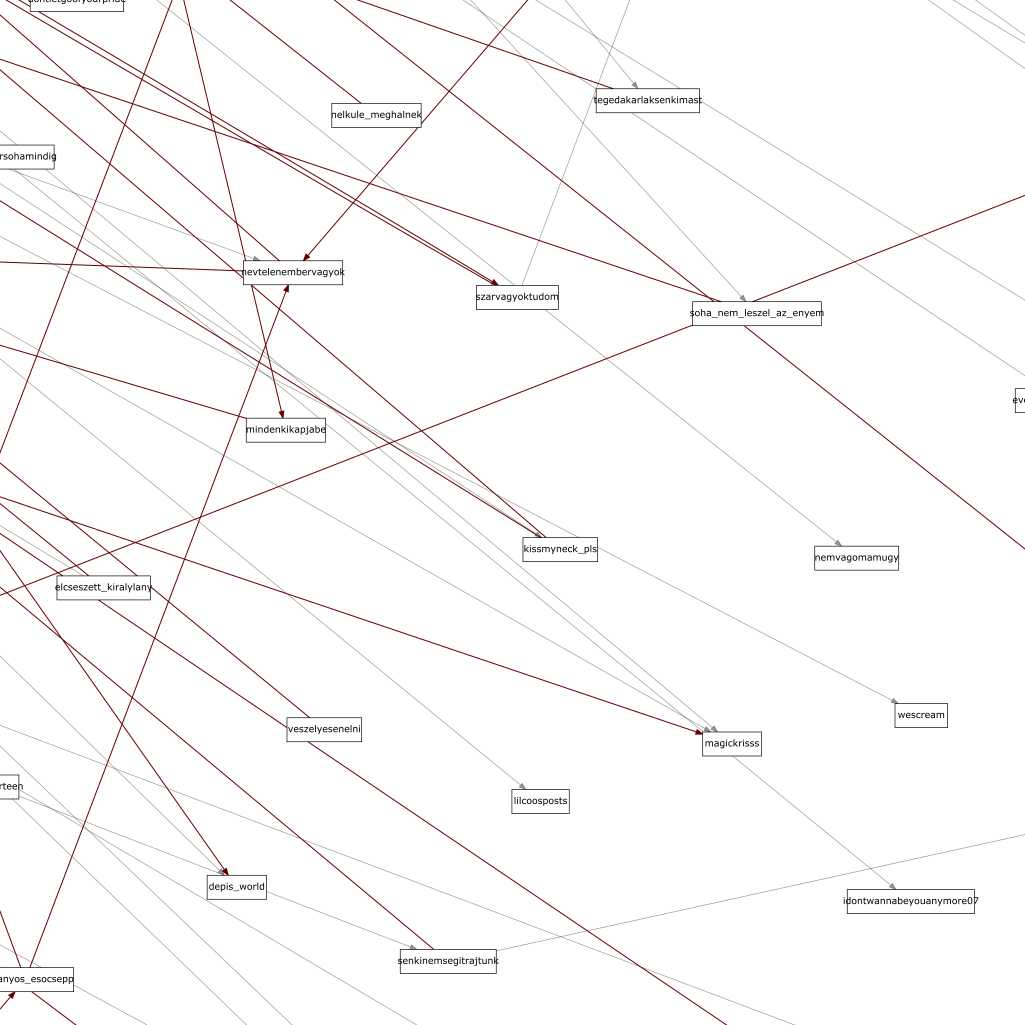 dontletgoofyourpride
nelkule_meghalnek
tegedakarlaksenkimast
rsohamindig
nevtelenembervagyok
szarvagyoktudom
soha_nem_leszel_az_enyem
mindenkikapjabe
kissmyneck_pls
nemvagomamugy
elcseszett_kiralylany
wescream
veszelyesenelni
magickrisss
rteen
lilcoosposts
depis_world
idontwannabeyouanymore07
senkinemsegitrajtunk
anyos_esocsepp